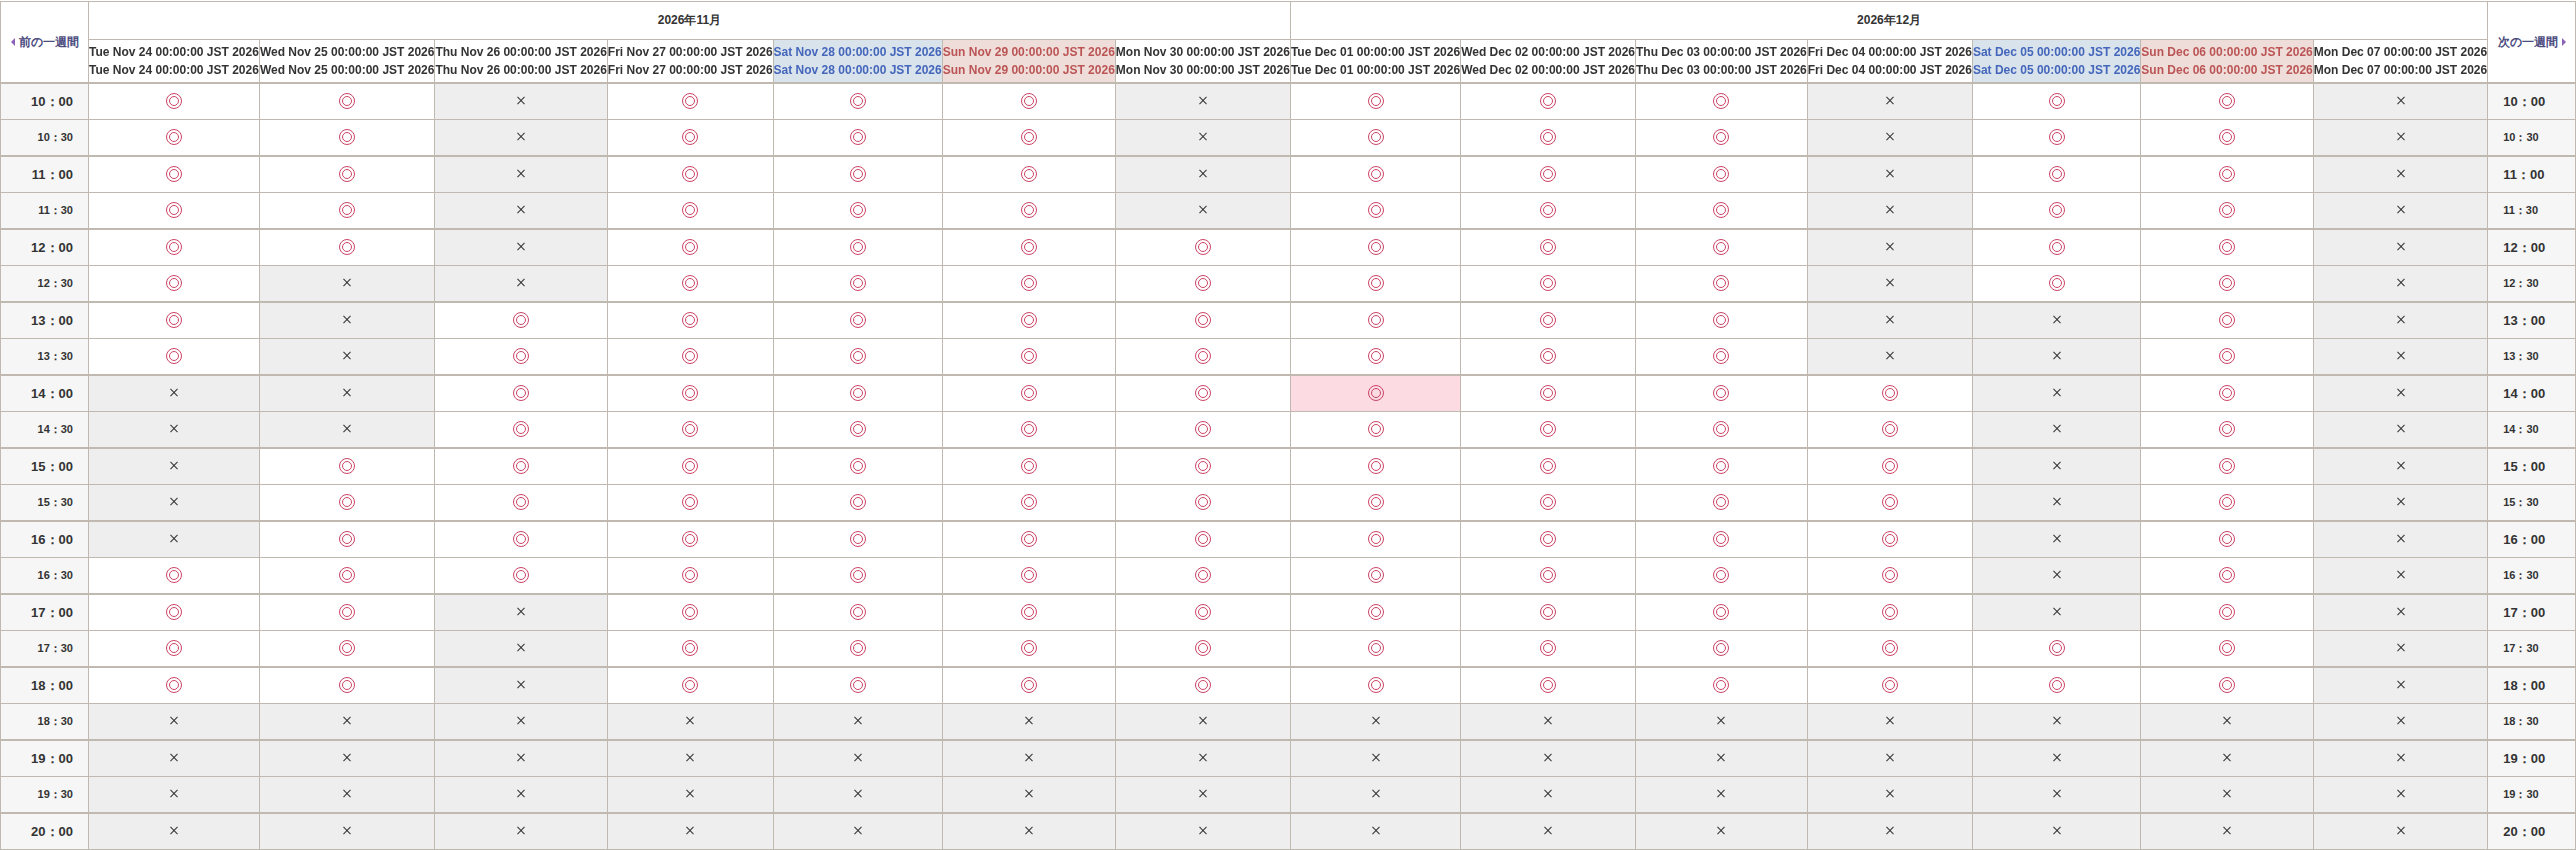 2026年11月 2026年12月
前の一週間 次の一週間
Tue Nov 24 00:00:00 JST 2026 Wed Nov 25 00:00:00 JST 2026 Thu Nov 26 00:00:00 JST 2026 Fri Nov 27 00:00:00 JST 2026 Sat Nov 28 00:00:00 JST 2026 Sun Nov 29 00:00:00 JST 2026 Mon Nov 30 00:00:00 JST 2026 Tue Dec 01 00:00:00 JST 2026 Wed Dec 02 00:00:00 JST 2026 Thu Dec 03 00:00:00 JST 2026 Fri Dec 04 00:00:00 JST 2026 Sat Dec 05 00:00:00 JST 2026 Sun Dec 06 00:00:00 JST 2026 Mon Dec 07 00:00:00 JST 2026
Tue Nov 24 00:00:00 JST 2026 Wed Nov 25 00:00:00 JST 2026 Thu Nov 26 00:00:00 JST 2026 Fri Nov 27 00:00:00 JST 2026 Sat Nov 28 00:00:00 JST 2026 Sun Nov 29 00:00:00 JST 2026 Mon Nov 30 00:00:00 JST 2026 Tue Dec 01 00:00:00 JST 2026 Wed Dec 02 00:00:00 JST 2026 Thu Dec 03 00:00:00 JST 2026 Fri Dec 04 00:00:00 JST 2026 Sat Dec 05 00:00:00 JST 2026 Sun Dec 06 00:00:00 JST 2026 Mon Dec 07 00:00:00 JST 2026
10：00 ◎ ◎ × ◎ ◎ ◎ × ◎ ◎ ◎ × ◎ ◎ × 10：00
10：30 ◎ ◎ × ◎ ◎ ◎ × ◎ ◎ ◎ × ◎ ◎ × 10：30
11：00 ◎ ◎ × ◎ ◎ ◎ × ◎ ◎ ◎ × ◎ ◎ × 11：00
11：30 ◎ ◎ × ◎ ◎ ◎ × ◎ ◎ ◎ × ◎ ◎ × 11：30
12：00 ◎ ◎ × ◎ ◎ ◎ ◎ ◎ ◎ ◎ × ◎ ◎ × 12：00
12：30 ◎ × × ◎ ◎ ◎ ◎ ◎ ◎ ◎ × ◎ ◎ × 12：30
13：00 ◎ × ◎ ◎ ◎ ◎ ◎ ◎ ◎ ◎ × × ◎ × 13：00
13：30 ◎ × ◎ ◎ ◎ ◎ ◎ ◎ ◎ ◎ × × ◎ × 13：30
14：00 × × ◎ ◎ ◎ ◎ ◎ ◎ ◎ ◎ ◎ × ◎ × 14：00
14：30 × × ◎ ◎ ◎ ◎ ◎ ◎ ◎ ◎ ◎ × ◎ × 14：30
15：00 × ◎ ◎ ◎ ◎ ◎ ◎ ◎ ◎ ◎ ◎ × ◎ × 15：00
15：30 × ◎ ◎ ◎ ◎ ◎ ◎ ◎ ◎ ◎ ◎ × ◎ × 15：30
16：00 × ◎ ◎ ◎ ◎ ◎ ◎ ◎ ◎ ◎ ◎ × ◎ × 16：00
16：30 ◎ ◎ ◎ ◎ ◎ ◎ ◎ ◎ ◎ ◎ ◎ × ◎ × 16：30
17：00 ◎ ◎ × ◎ ◎ ◎ ◎ ◎ ◎ ◎ ◎ × ◎ × 17：00
17：30 ◎ ◎ × ◎ ◎ ◎ ◎ ◎ ◎ ◎ ◎ ◎ ◎ × 17：30
18：00 ◎ ◎ × ◎ ◎ ◎ ◎ ◎ ◎ ◎ ◎ ◎ ◎ × 18：00
18：30 × × × × × × × × × × × × × × 18：30
19：00 × × × × × × × × × × × × × × 19：00
19：30 × × × × × × × × × × × × × × 19：30
20：00 × × × × × × × × × × × × × × 20：00